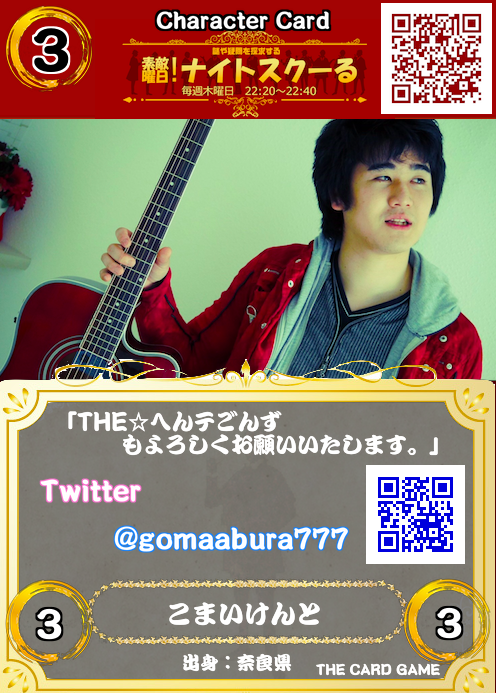 3
Character Card
謎や疑問を探求する
素敵曜日!ナイトスクーる
毎週木曜日 22:20〜22:40
「THE☆へんテごんず
もよろしくお願いいたします。」
Twitter
@gomaabura777
3
こまいけんと
3
出身:奈良県
THE CARD GAME